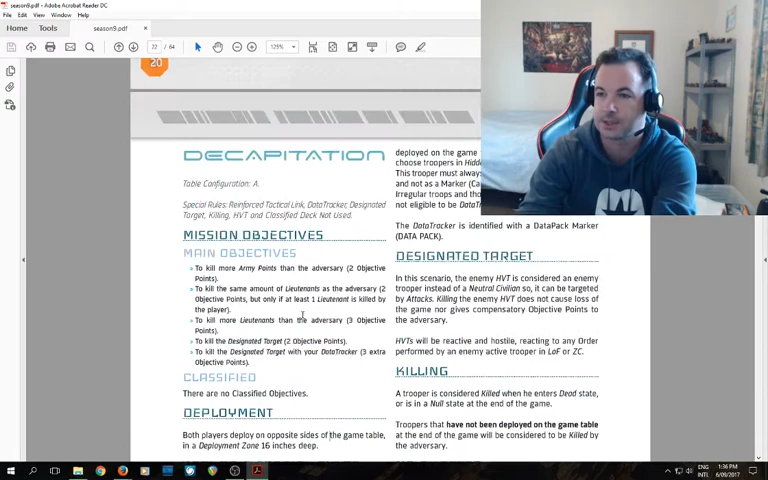 season9.pdf - Adobe Acrobat Reader DC
File Edit View Window Help
Home Tools season9.pdf ×
22 / 64 125%
20
DECAPITATION
Table Configuration: A.
Special Rules: Reinforced Tactical Link, DataTracker, Designated
Target, Killing, HVT and Classified Deck Not Used.
MISSION OBJECTIVES
MAIN OBJECTIVES
» To kill more Army Points than the adversary (2 Objective
Points).
» To kill the same amount of Lieutenants as the adversary (2
Objective Points, but only if at least 1 Lieutenant is killed by
the player).
» To kill more Lieutenants than the adversary (3 Objective
Points).
» To kill the Designated Target (2 Objective Points).
» To kill the Designated Target with your DataTracker (3 extra
Objective Points).
CLASSIFIED
There are no Classified Objectives.
DEPLOYMENT
Both players deploy on opposite sides of the game table,
in a Deployment Zone 16 inches deep.
deployed on the game
choose troopers in Hidd
This trooper must always
and not as a Marker (Ca
Irregular troops and tho
not eligible to be DataT
The DataTracker is identified with a DataPack Marker
(DATA PACK).
DESIGNATED TARGET
In this scenario, the enemy HVT is considered an enemy
trooper instead of a Neutral Civilian so, it can be targeted
by Attacks. Killing the enemy HVT does not cause loss of
the game nor gives compensatory Objective Points to
the adversary.
HVTs will be reactive and hostile, reacting to any Order
performed by an enemy active trooper in LoF or ZC.
KILLING
A trooper is considered Killed when he enters Dead state,
or is in a Null state at the end of the game.
Troopers that have not been deployed on the game table
at the end of the game will be considered to be Killed by
the adversary.
ENG
INTL
1:36 PM
6/09/2017